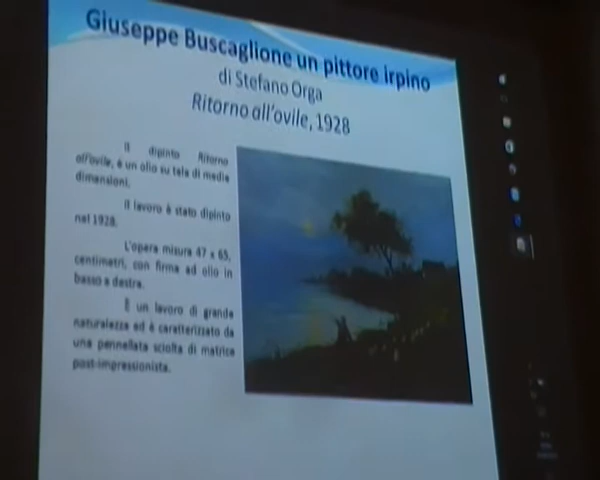 Giuseppe Buscaglione un pittore irpino
di Stefano Orga
Ritorno all'ovile, 1928
Il dipinto Ritorno
all'ovile, è un olio su tela di medie
dimensioni.
Il lavoro è stato dipinto
nel 1928.
L'opera misura 47 x 65,
centimetri, con firma ad olio in
basso a destra.
È un lavoro di grande
naturalezza ed è caratterizzato da
una pennellata sciolta di matrice
post-impressionista.